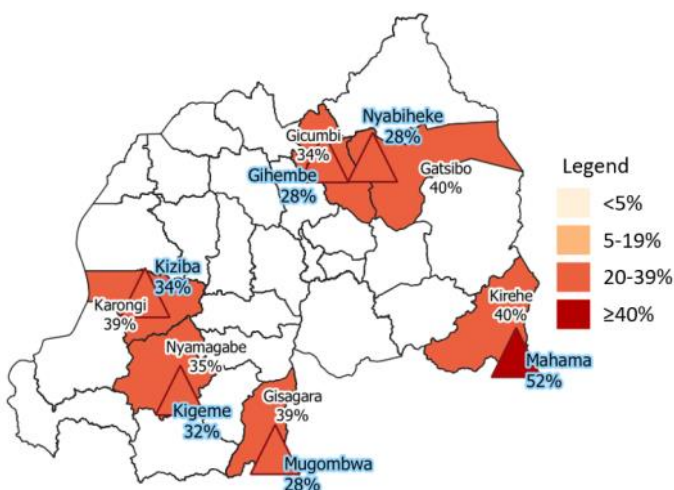 Nyabiheke
28%
Gicumbi
34%
Gihembe
28%
Gatsibo
40%
Legend
<5%
5-19%
20-39%
≥40%
Kiziba
34%
Karongi
39%
Kirehe
40%
Nyamagabe
35%
Mahama
52%
Gisagara
39%
Kigeme
32%
Mugombwa
28%